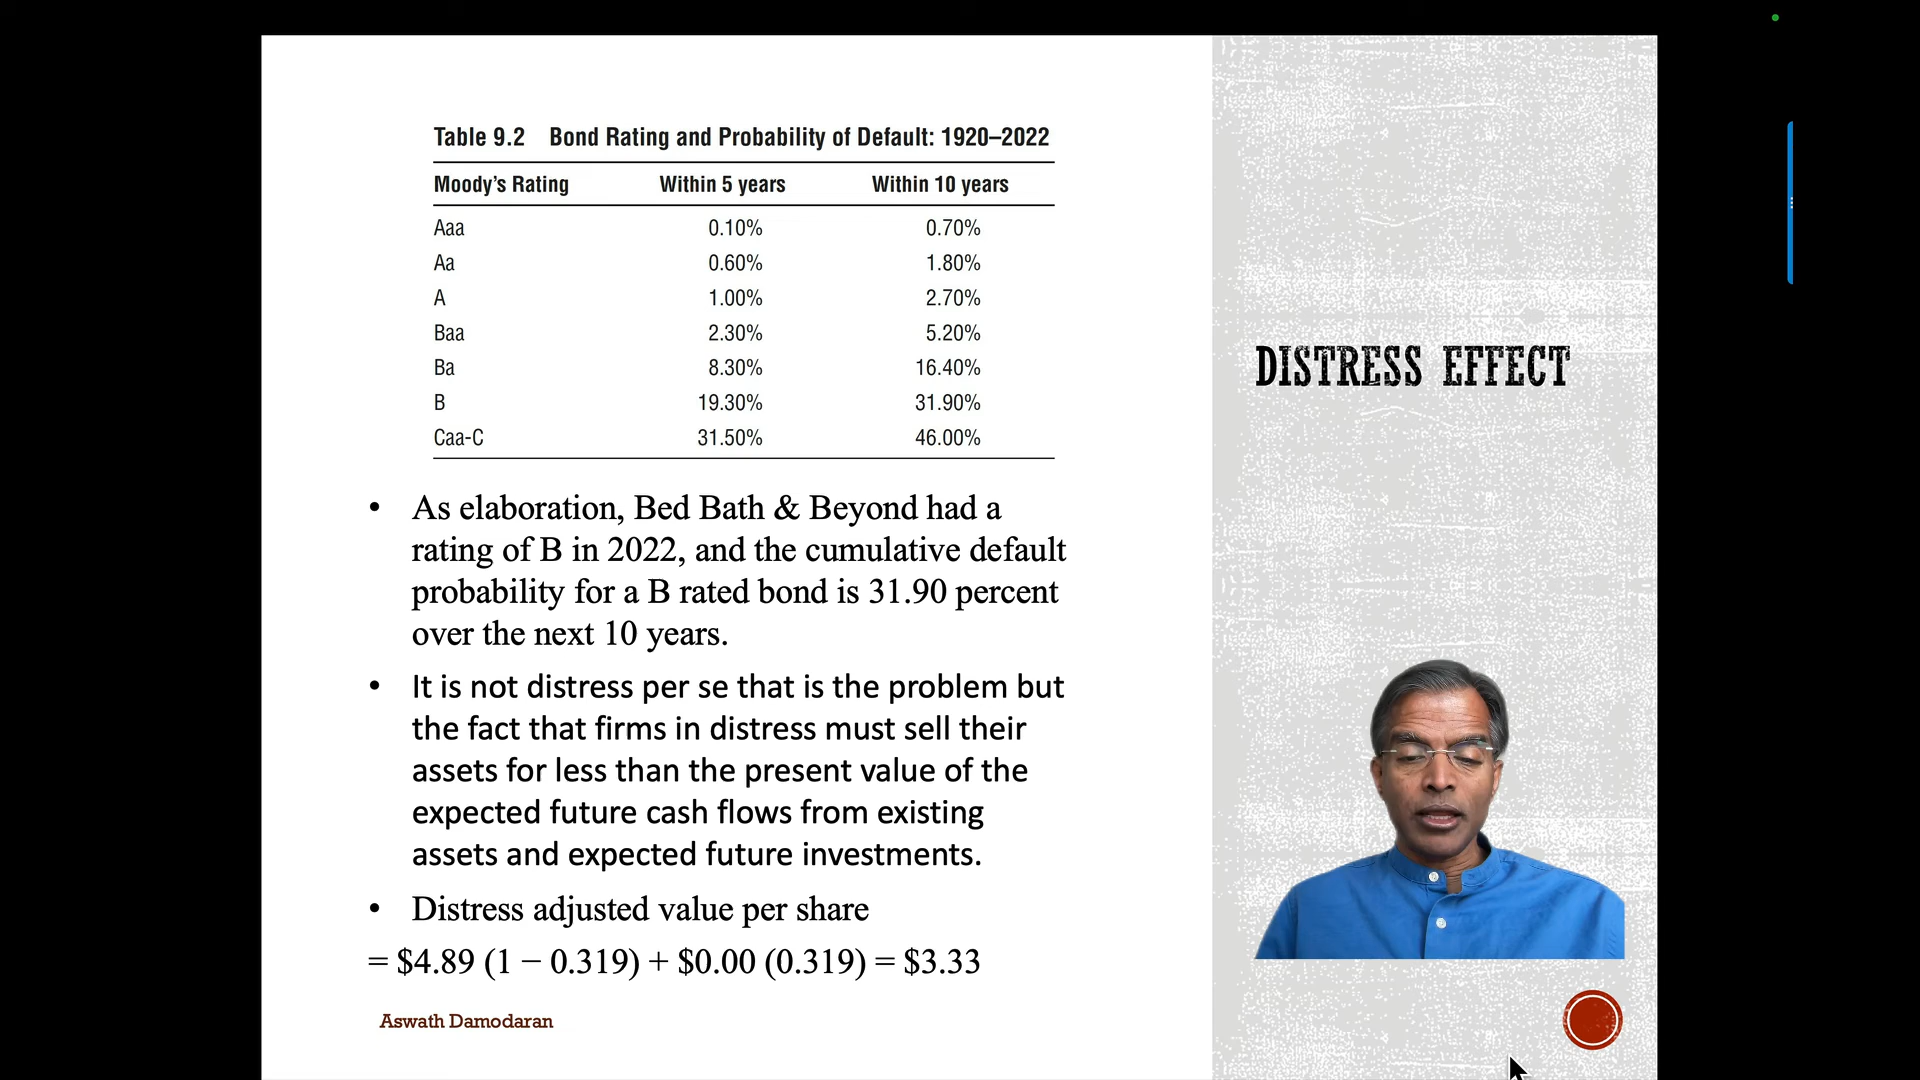 Table 9.2 Bond Rating and Probability of Default: 1920–2022
Moody's Rating Within 5 years Within 10 years
Aaa 0.10% 0.70%
Aa 0.60% 1.80%
A 1.00% 2.70%
Baa 2.30% 5.20%
Ba 8.30% 16.40%
B 19.30% 31.90%
Caa-C 31.50% 46.00%
• As elaboration, Bed Bath & Beyond had a
rating of B in 2022, and the cumulative default
probability for a B rated bond is 31.90 percent
over the next 10 years.
• It is not distress per se that is the problem but
the fact that firms in distress must sell their
assets for less than the present value of the
expected future cash flows from existing
assets and expected future investments.
• Distress adjusted value per share
= $4.89 (1 − 0.319) + $0.00 (0.319) = $3.33
Aswath Damodaran
DISTRESS EFFECT